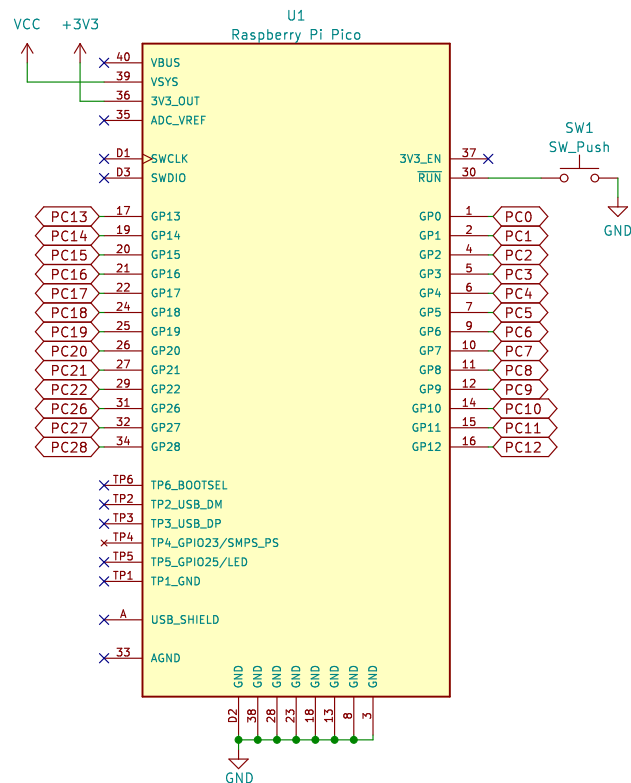 U1
Raspberry Pi Pico
VCC +3V3
40 VBUS
39 VSYS
36 3V3_OUT
35 ADC_VREF
D1 SWCLK 3V3_EN 37
D3 SWDIO RUN 30
SW1
SW_Push
GND
PC13 17 GP13 GP0 1 PC0
PC14 19 GP14 GP1 2 PC1
PC15 20 GP15 GP2 4 PC2
PC16 21 GP16 GP3 5 PC3
PC17 22 GP17 GP4 6 PC4
PC18 24 GP18 GP5 7 PC5
PC19 25 GP19 GP6 9 PC6
PC20 26 GP20 GP7 10 PC7
PC21 27 GP21 GP8 11 PC8
PC22 29 GP22 GP9 12 PC9
PC26 31 GP26 GP10 14 PC10
PC27 32 GP27 GP11 15 PC11
PC28 34 GP28 GP12 16 PC12
TP6 TP6_BOOTSEL
TP2 TP2_USB_DM
TP3 TP3_USB_DP
TP4 TP4_GPIO23/SMPS_PS
TP5 TP5_GPIO25/LED
TP1 TP1_GND
A USB_SHIELD
33 AGND
GND GND GND GND GND GND GND GND
D2 38 28 23 18 13 8 3
GND